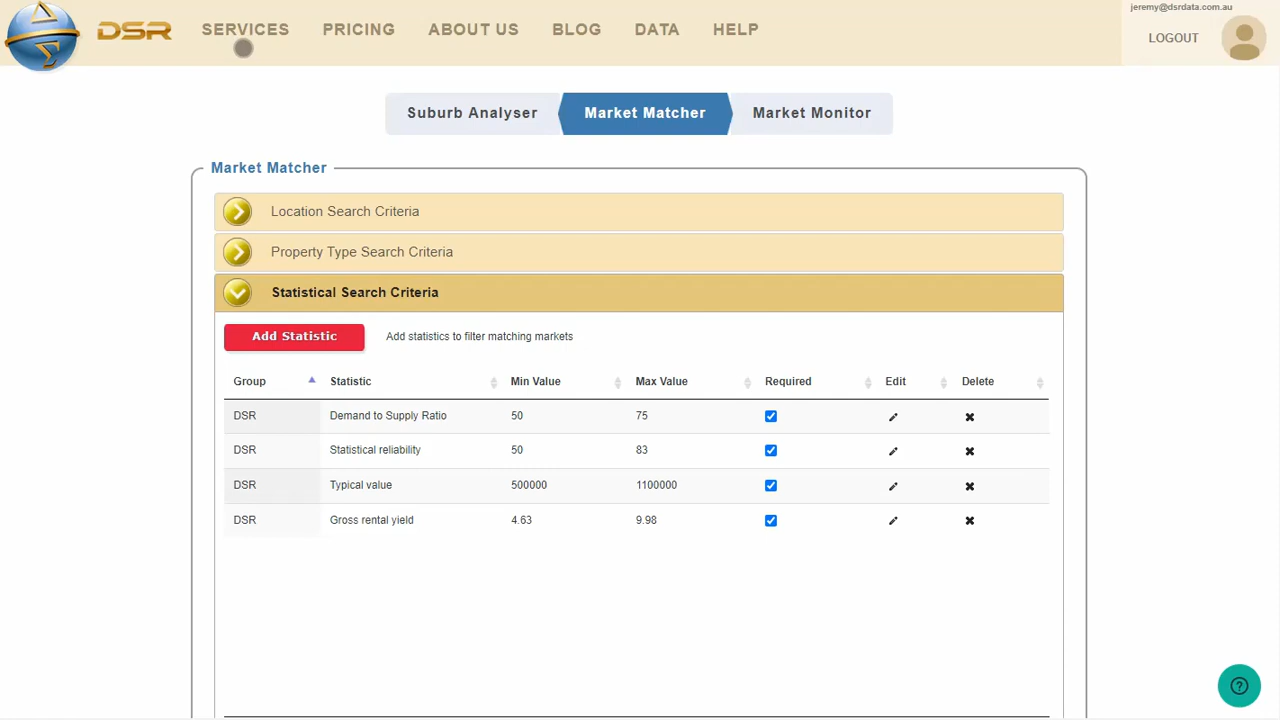 jeremy@dsrdata.com.au
DSR SERVICES PRICING ABOUT US BLOG DATA HELP LOGOUT
Suburb Analyser Market Matcher Market Monitor
Market Matcher
Location Search Criteria
Property Type Search Criteria
Statistical Search Criteria
Add Statistic Add statistics to filter matching markets
Group Statistic Min Value Max Value Required Edit Delete
DSR Demand to Supply Ratio 50 75
DSR Statistical reliability 50 83
DSR Typical value 500000 1100000
DSR Gross rental yield 4.63 9.98